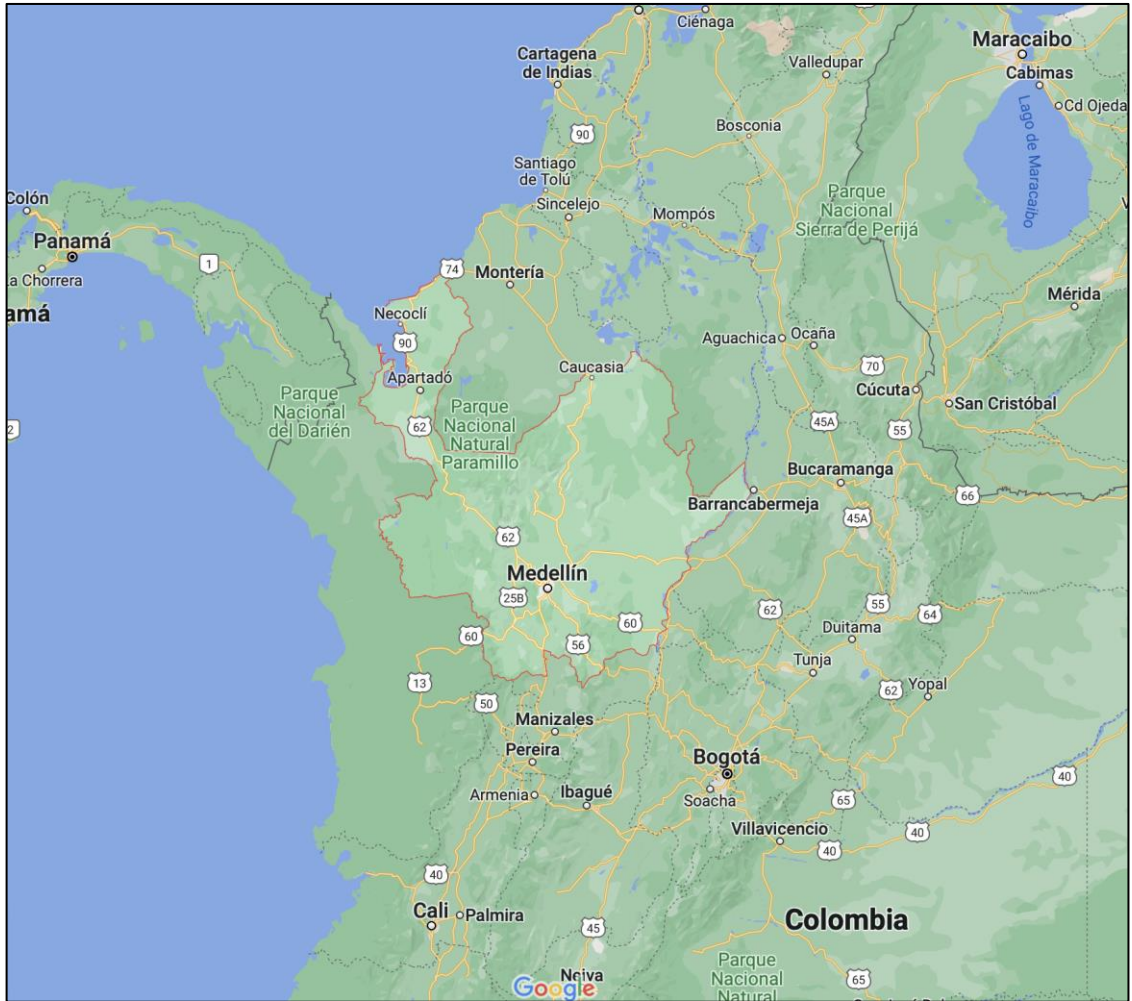 Ciénaga
Maracaibo
Cartagena
de Indias
Valledupar
Cabimas
Cd Ojeda
90
Bosconia
Lago de Maracaibo
Santiago
de Tolú
Parque
Nacional
Sierra de Perijá
Colón
Sincelejo
Mompós
Panamá
1
74
Montería
La Chorrera
amá
Mérida
Necoclí
90
Aguachica
Ocaña
Caucasia
70
Apartadó
Cúcuta
San Cristóbal
Parque
Nacional
del Darién
Parque
Nacional
Natural
Paramillo
2
62
45A
55
Bucaramanga
66
Barrancabermeja
45A
62
Medellín
25B
62
55
64
60
60
56
Duitama
Tunja
13
62
Yopal
50
Manizales
Pereira
Bogotá
40
Armenia
Ibagué
Soacha
65
Villavicencio
40
40
40
Cali
Palmira
Colombia
45
Parque
Nacional
Natural
65
Neiva
Google